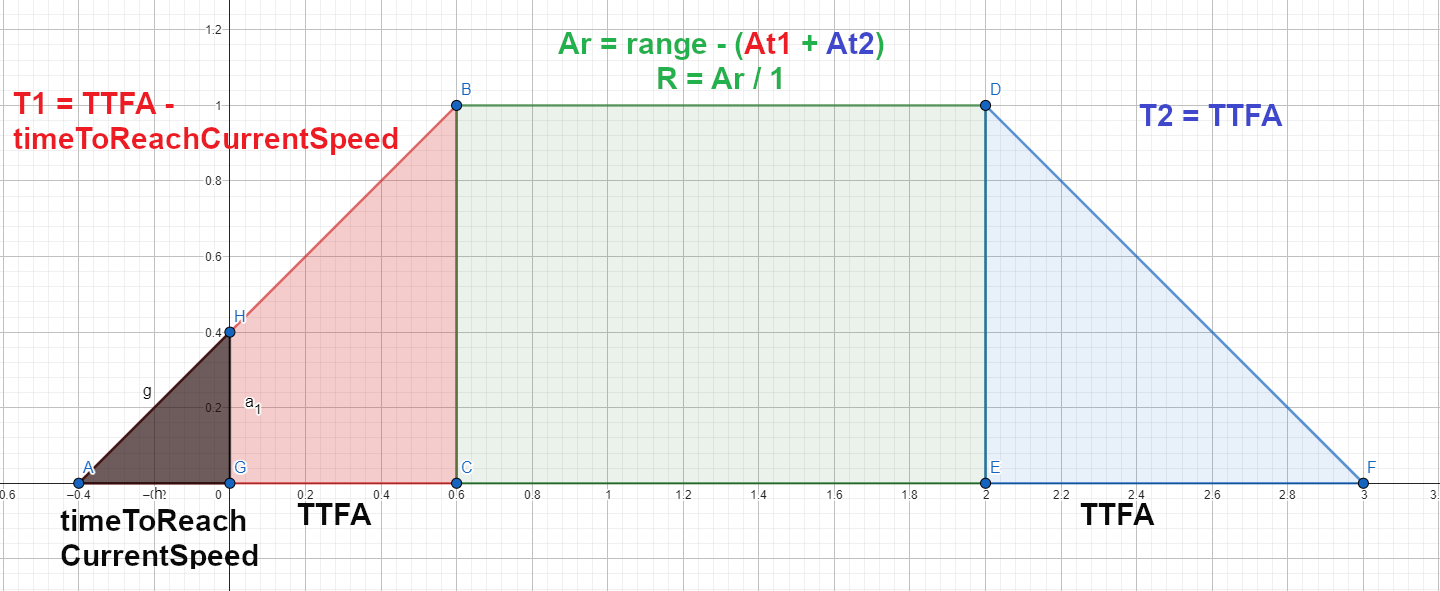 1.2
Ar = range - (At1 + At2)
R = Ar / 1
B
D
T1 = TTFA -
timeToReachCurrentSpeed
1
T2 = TTFA
0.8
0.6
H
0.4
g
a1
0.2
A
G
C
E
F
0.6 −0.4 h 0 0.2 0.4 0.6 0.8 1 1.2 1.4 1.6 1.8 2 2.2 2.4 2.6 2.8 3 3.
timeToReach
CurrentSpeed
TTFA
TTFA